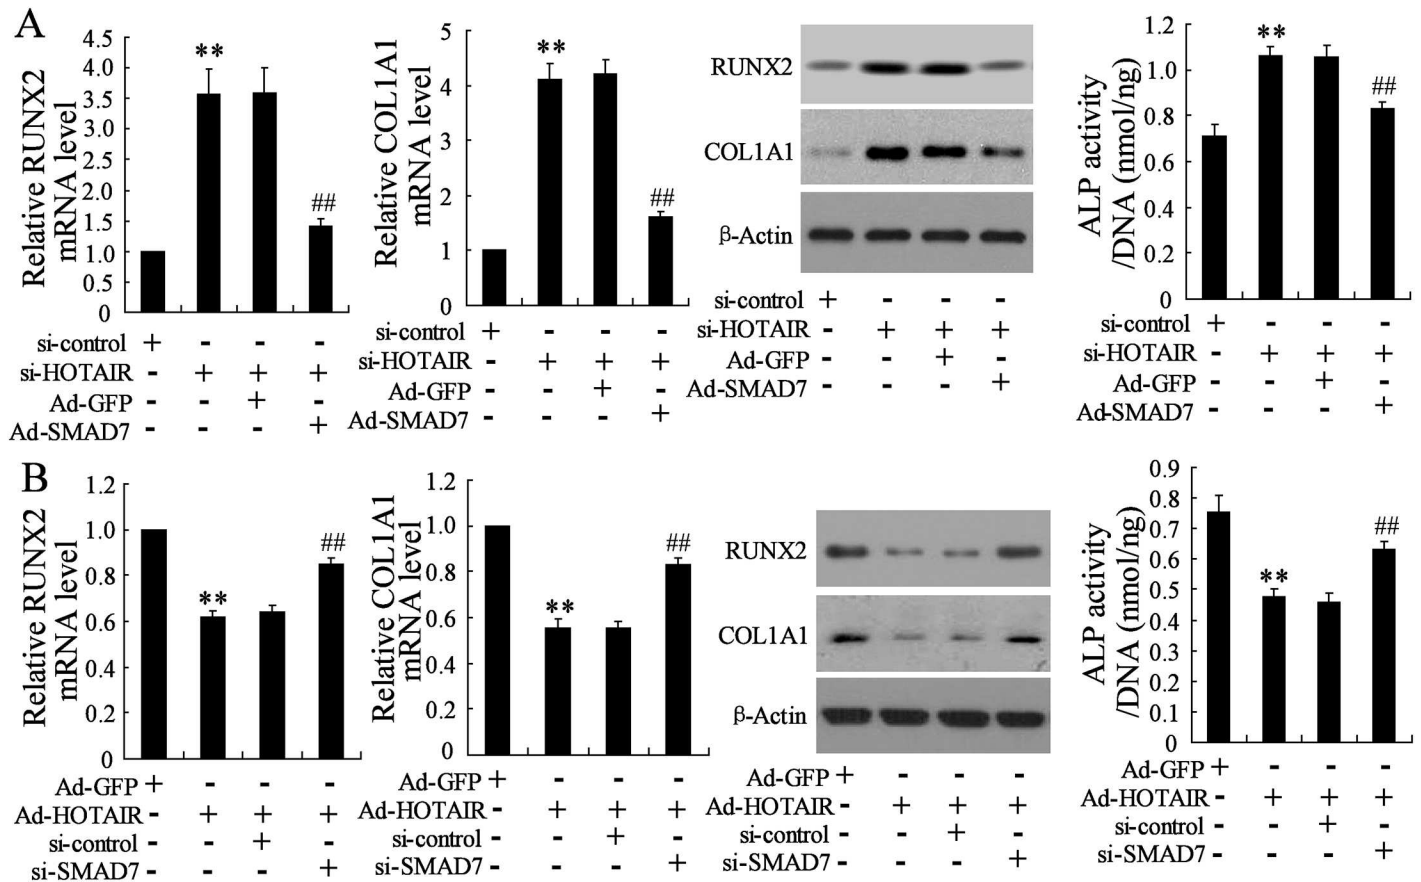 A
Relative RUNX2
mRNA level
4.5
4.0
3.5
3.0
2.5
2.0
1.5
1.0
0.5
0
**
##
si-control + - - -
si-HOTAIR - + + +
Ad-GFP - - + -
Ad-SMAD7 - - - +
Relative COL1A1
mRNA level
5
4
3
2
1
0
**
##
si-control + - - -
si-HOTAIR - + + +
Ad-GFP - - + -
Ad-SMAD7 - - - +
RUNX2
COL1A1
β-Actin
si-control + - - -
si-HOTAIR - + + +
Ad-GFP - - + -
Ad-SMAD7 - - - +
ALP activity
/DNA (nmol/ng)
1.2
1.0
0.8
0.6
0.4
0.2
0
**
##
si-control + - - -
si-HOTAIR - + + +
Ad-GFP - - + -
Ad-SMAD7 - - - +
B
Relative RUNX2
mRNA level
1.2
1.0
0.8
0.6
0.4
0.2
0
**
##
Ad-GFP + - - -
Ad-HOTAIR - + + +
si-control - - + -
si-SMAD7 - - - +
Relative COL1A1
mRNA level
1.2
1.0
0.8
0.6
0.4
0.2
0
**
##
Ad-GFP + - - -
Ad-HOTAIR - + + +
si-control - - + -
si-SMAD7 - - - +
RUNX2
COL1A1
β-Actin
Ad-GFP + - - -
Ad-HOTAIR - + + +
si-control - - + -
si-SMAD7 - - - +
ALP activity
/DNA (nmol/ng)
0.9
0.8
0.7
0.6
0.5
0.4
0.3
0.2
0.1
0
**
##
Ad-GFP + - - -
Ad-HOTAIR - + + +
si-control - - + -
si-SMAD7 - - - +